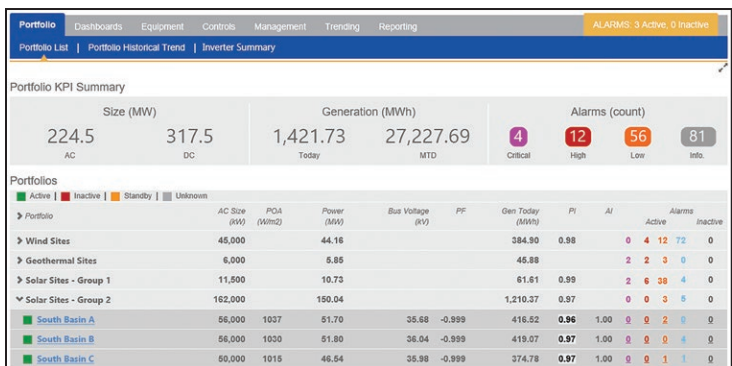 Portfolio Dashboards Equipment Controls Management Trending Reporting ALARMS: 3 Active, 0 Inactive
Portfolio List | Portfolio Historical Trend | Inverter Summary
Portfolio KPI Summary
Size (MW) Generation (MWh) Alarms (count)
224.5 317.5 1,421.73 27,227.69 4 12 56 81
AC DC Today MTD Critical High Low Info.
Portfolios
Active | Inactive | Standby | Unknown
Portfolio AC Size (kW) POA (W/m2) Power (MW) Bus Voltage (kV) PF Gen Today (MWh) PI AI Alarms Active Inactive
Wind Sites 45,000 44.16 384.90 0.98 0 4 12 72 0
Geothermal Sites 6,000 5.85 45.88 2 2 3 0 0
Solar Sites - Group 1 11,500 10.73 61.61 0.99 2 6 38 4 0
Solar Sites - Group 2 162,000 150.04 1,210.37 0.97 0 0 3 5 0
South Basin A 56,000 1037 51.70 35.68 -0.999 416.52 0.96 1.00 0 0 2 0 0
South Basin B 56,000 1030 51.80 36.04 -0.999 419.07 0.97 1.00 0 0 0 4 0
South Basin C 50,000 1015 46.54 35.98 -0.999 374.78 0.97 1.00 0 0 1 1 0